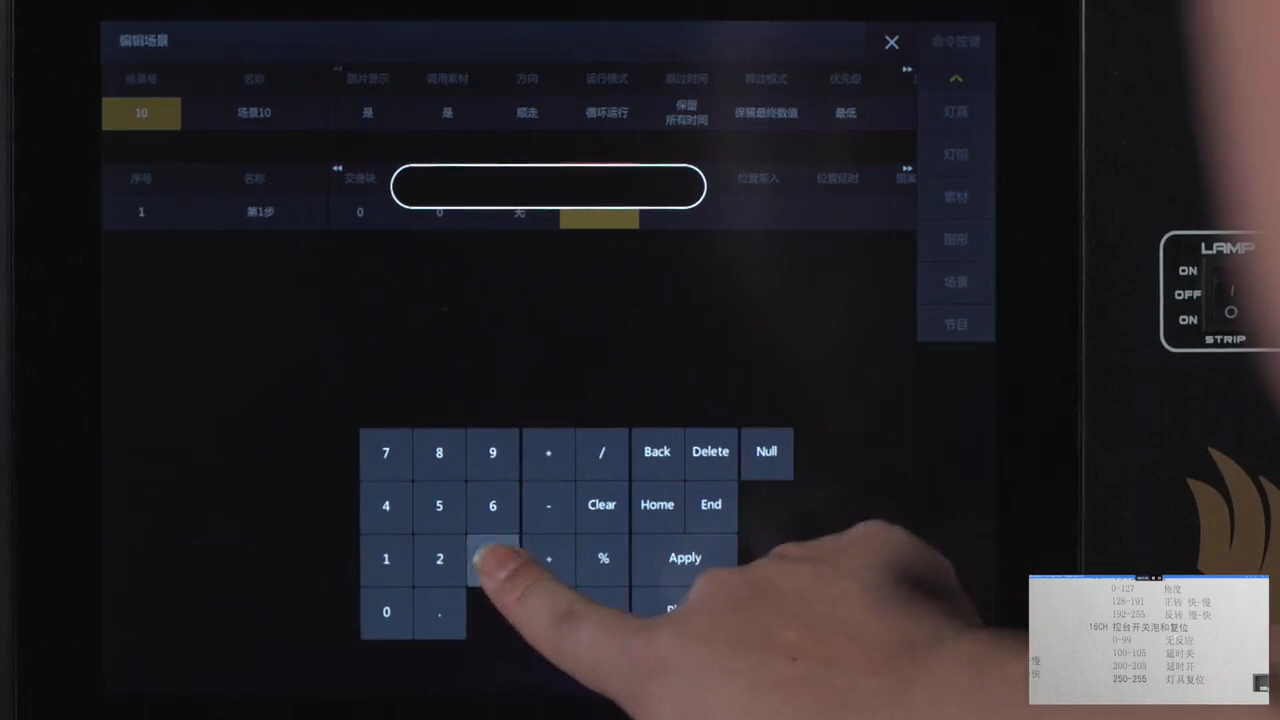 编辑场景
命令按键
场景号 名称 图片显示 调用素材 方向 运行模式 跳过时间 释放模式 优先级
10 场景10 是 是 顺走 循环运行 保留所有时间 保留最终数值 最低
序号 名称 交叠块 位置渐入 位置延时
1 第1步 0 0 无
灯具
灯组
素材
图形
场景
节目
7 8 9 * / Back Delete Null
4 5 6 - Clear Home End
1 2 + % Apply
0 .
LAMP
ON
OFF
ON
STRIP
0-127 角度
128-191 正转 快-慢
192-255 反转 慢-快
16CH 控台开关泡和复位
0-99 无反应
100-105 延时关
200-205 延时开
250-255 灯具复位
慢
快